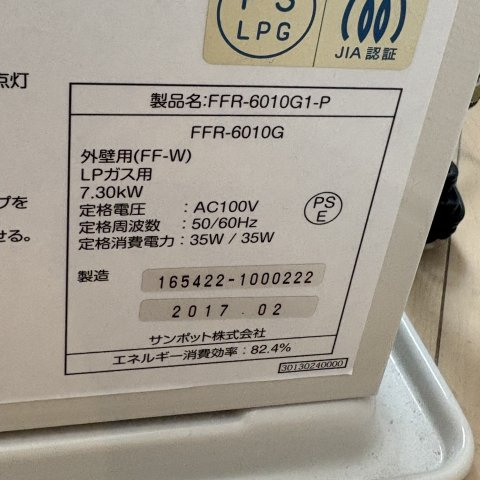 PS
LPG
JIA 認証
点灯
製品名:FFR-6010G1-P
FFR-6010G
外壁用(FF-W)
LPガス用
7.30kW
プを
定格電圧 : AC100V
定格周波数 : 50/60Hz
せる。
定格消費電力 : 35W / 35W
PS
E
製造 165422-1000222
2017.02
サンポット株式会社
エネルギー消費効率 : 82.4%
30130240000